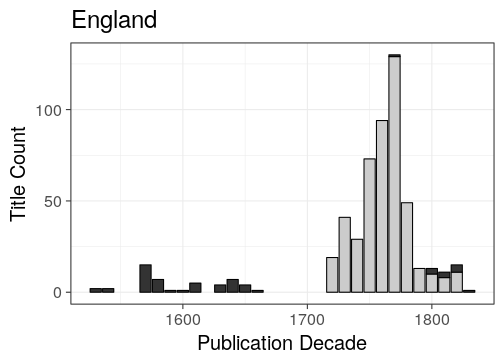 England
100
50
0
Title Count
1600 1700 1800
Publication Decade